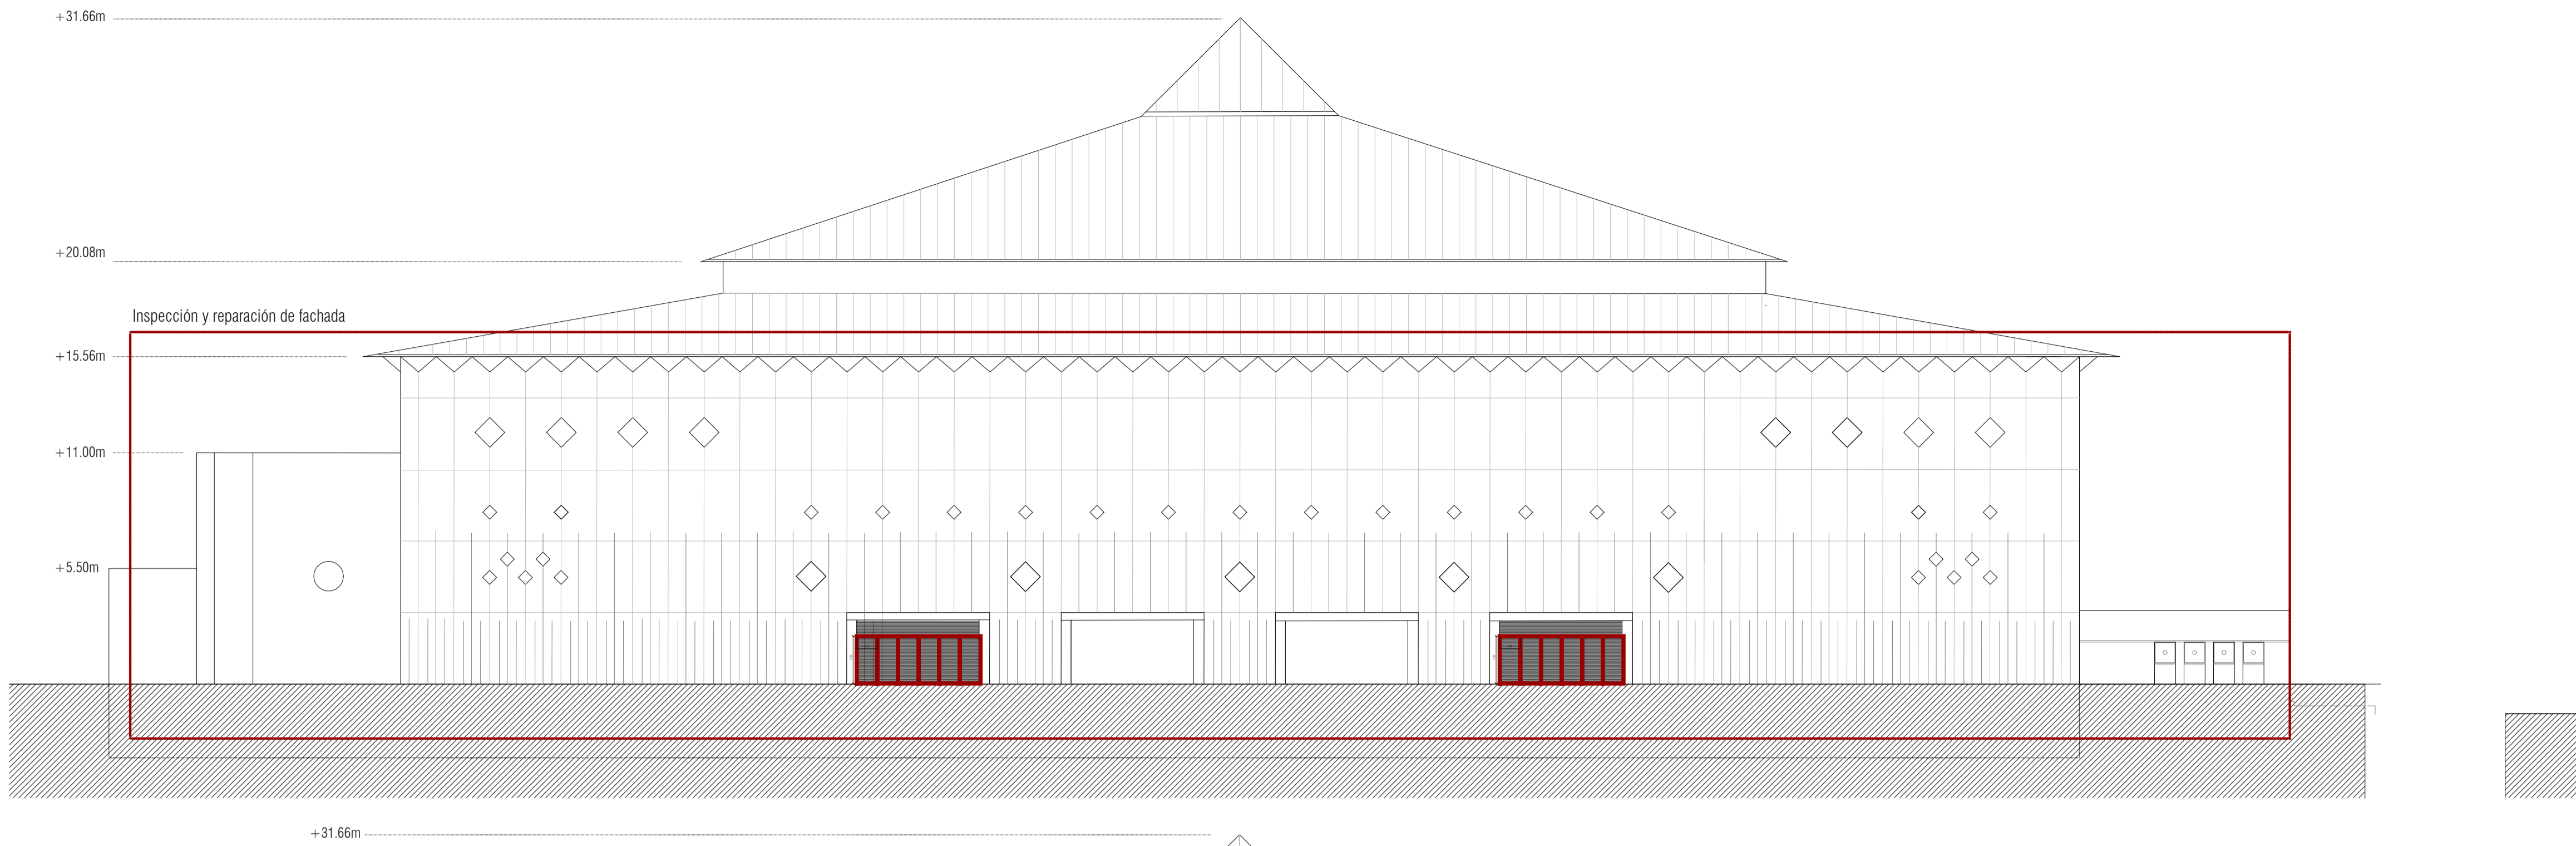 +31.66m
+20.08m
Inspección y reparación de fachada
+15.56m
+11.00m
+5.50m
+31.66m